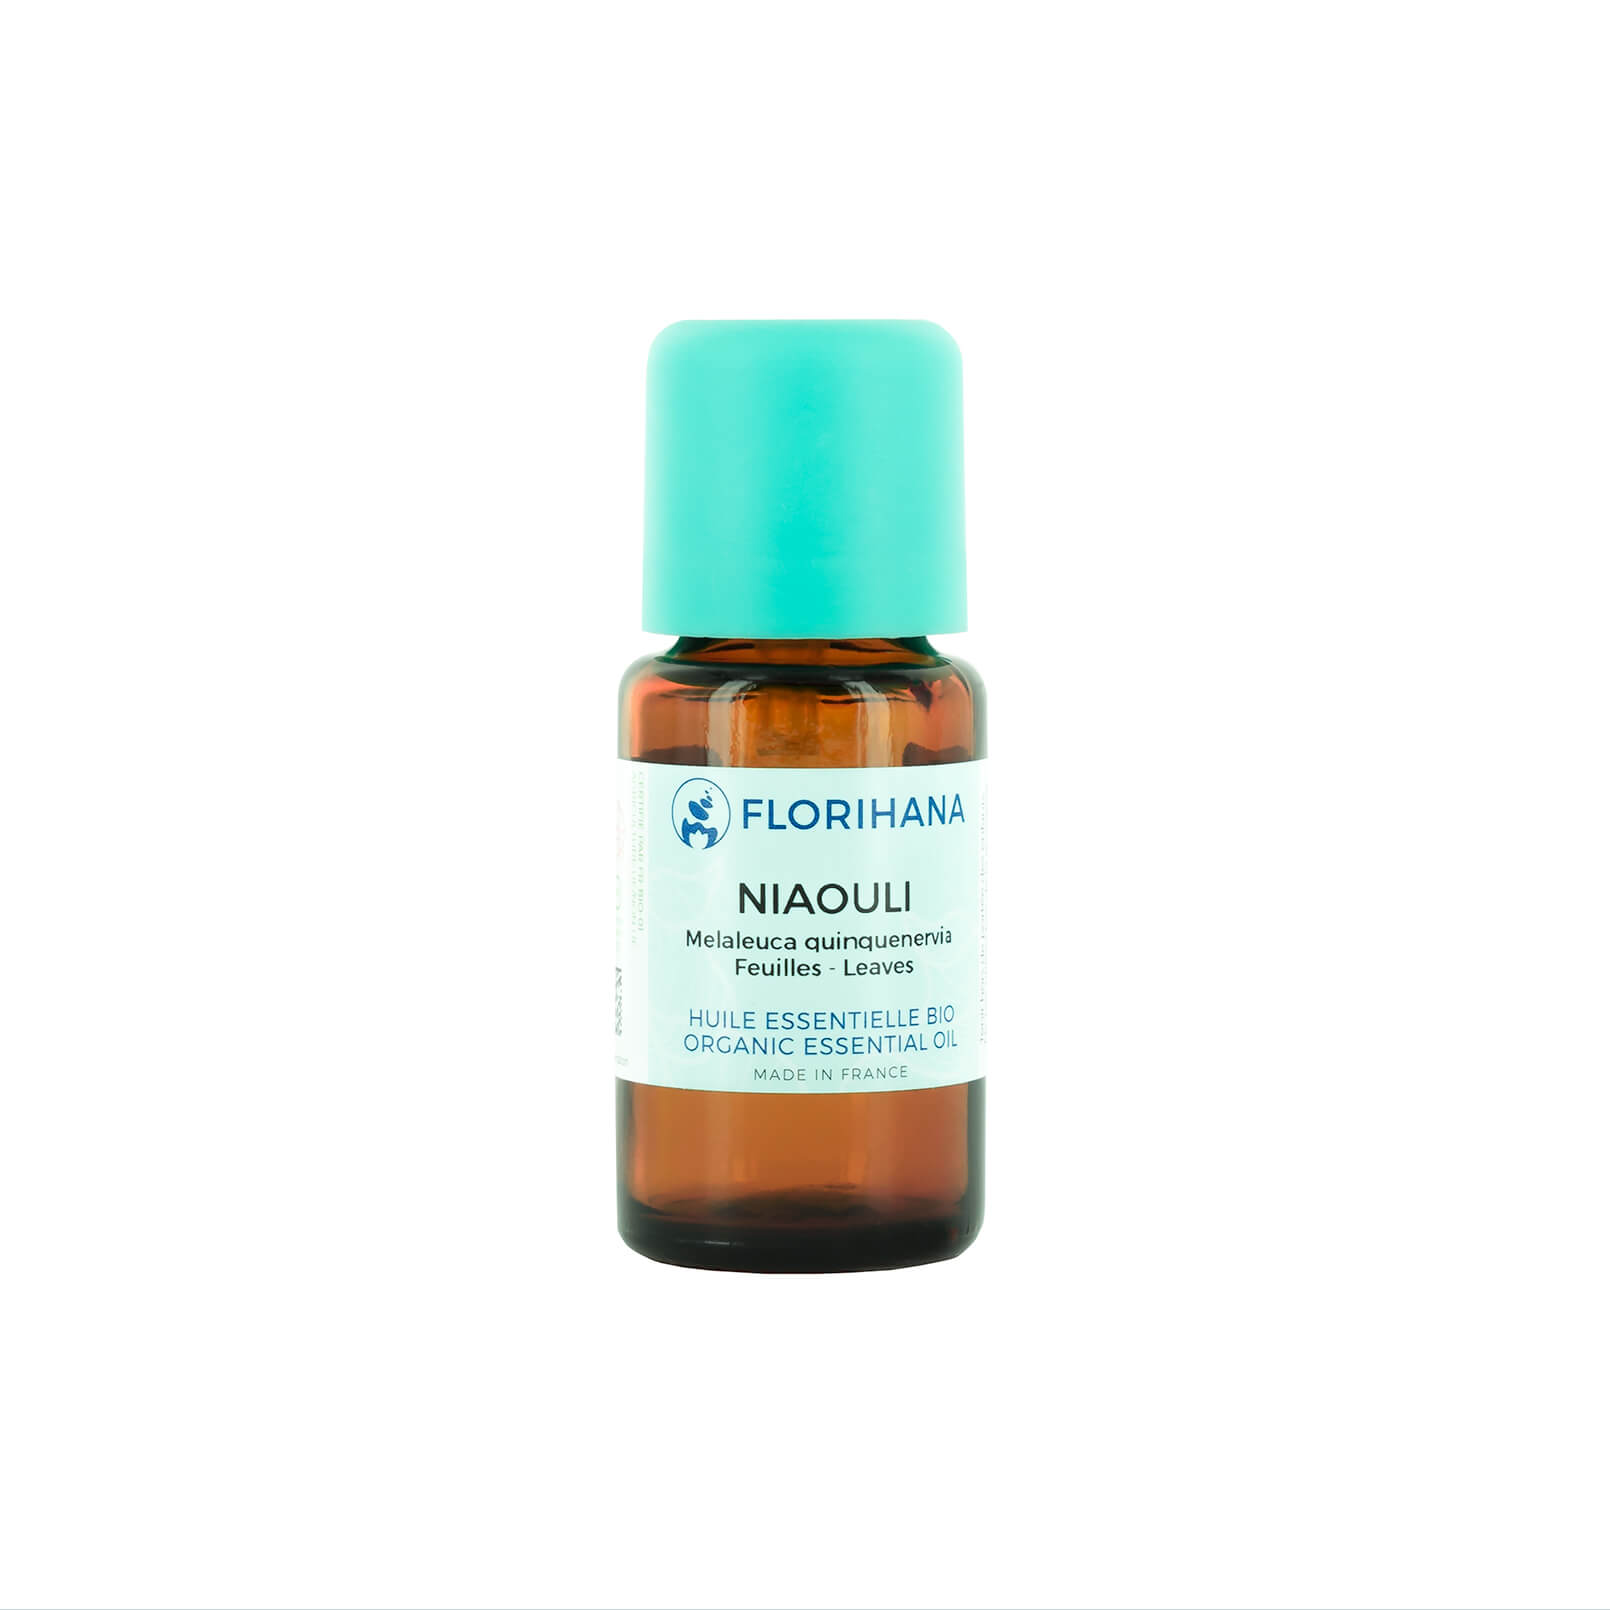 FLORIHANA
NIAOULI
Melaleuca quinquenervia
Feuilles - Leaves
HUILE ESSENTIELLE BIO
ORGANIC ESSENTIAL OIL
MADE IN FRANCE